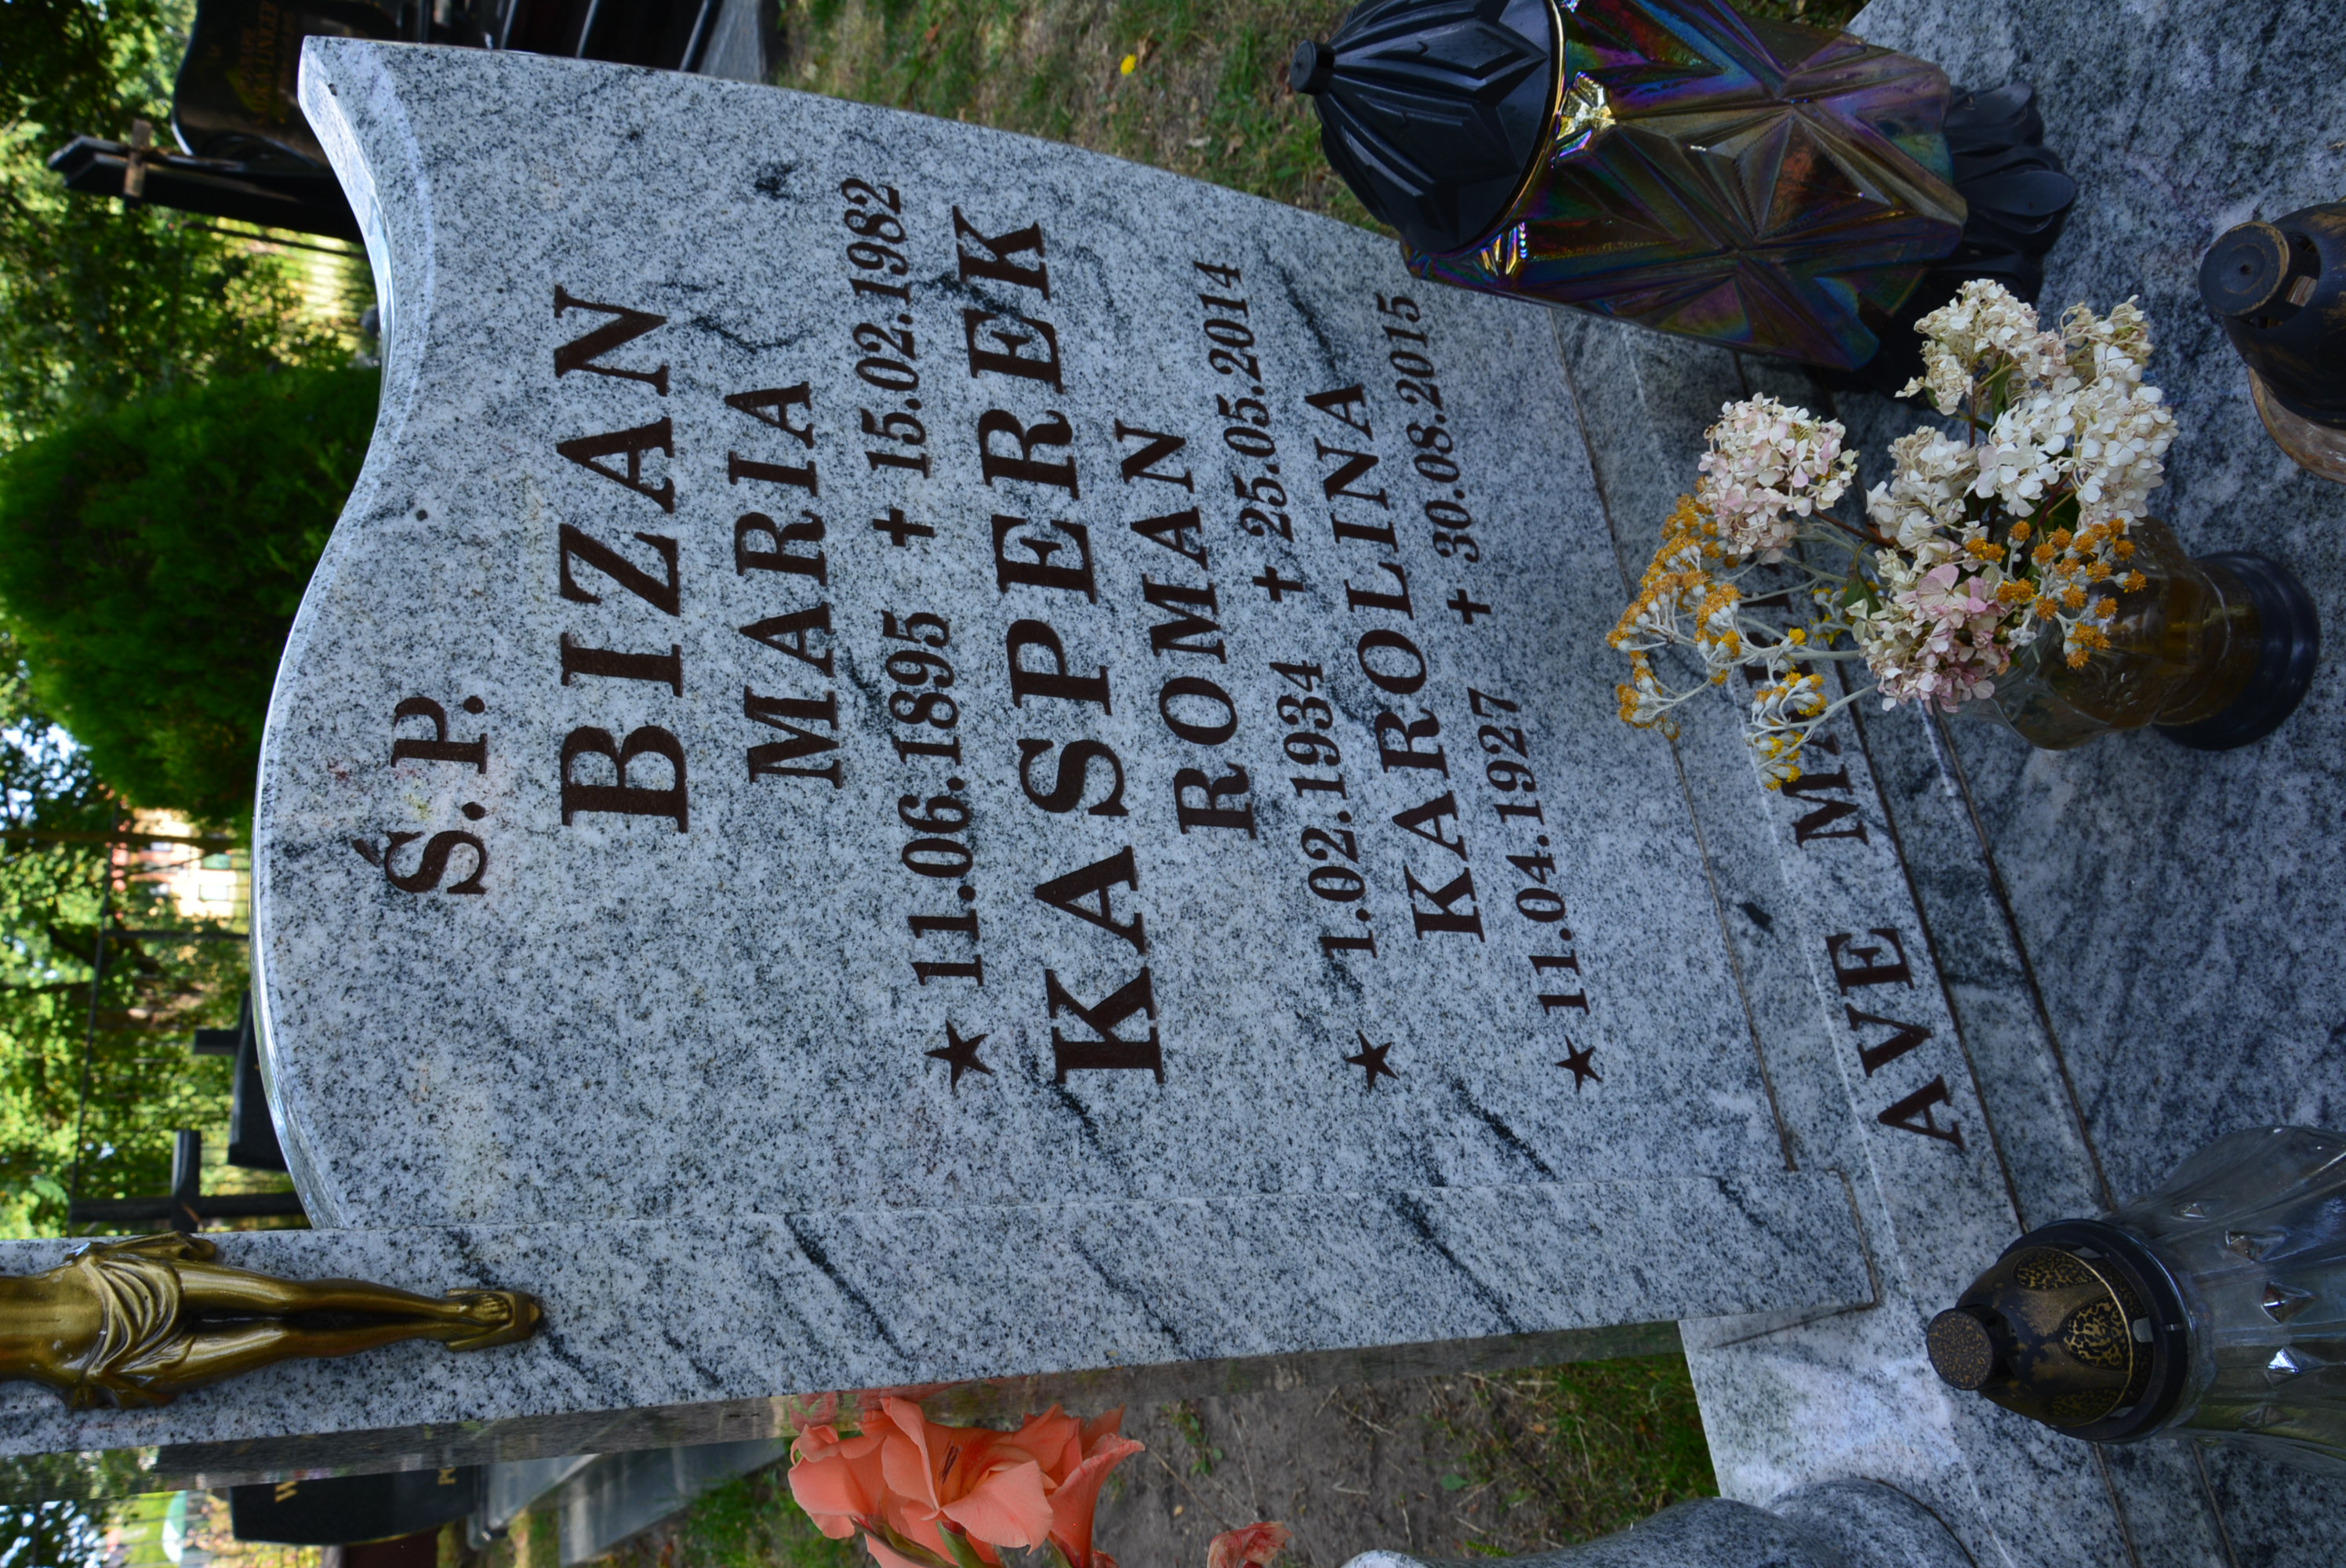 Ś.P.
BIZAN
MARIA
★ 11.06.1895 ✝ 15.02.1982
KASPEREK
ROMAN
★ 1.02.1934 ✝ 25.05.2014
KAROLINA
★ 11.04.1927 ✝ 30.08.2015
AVE